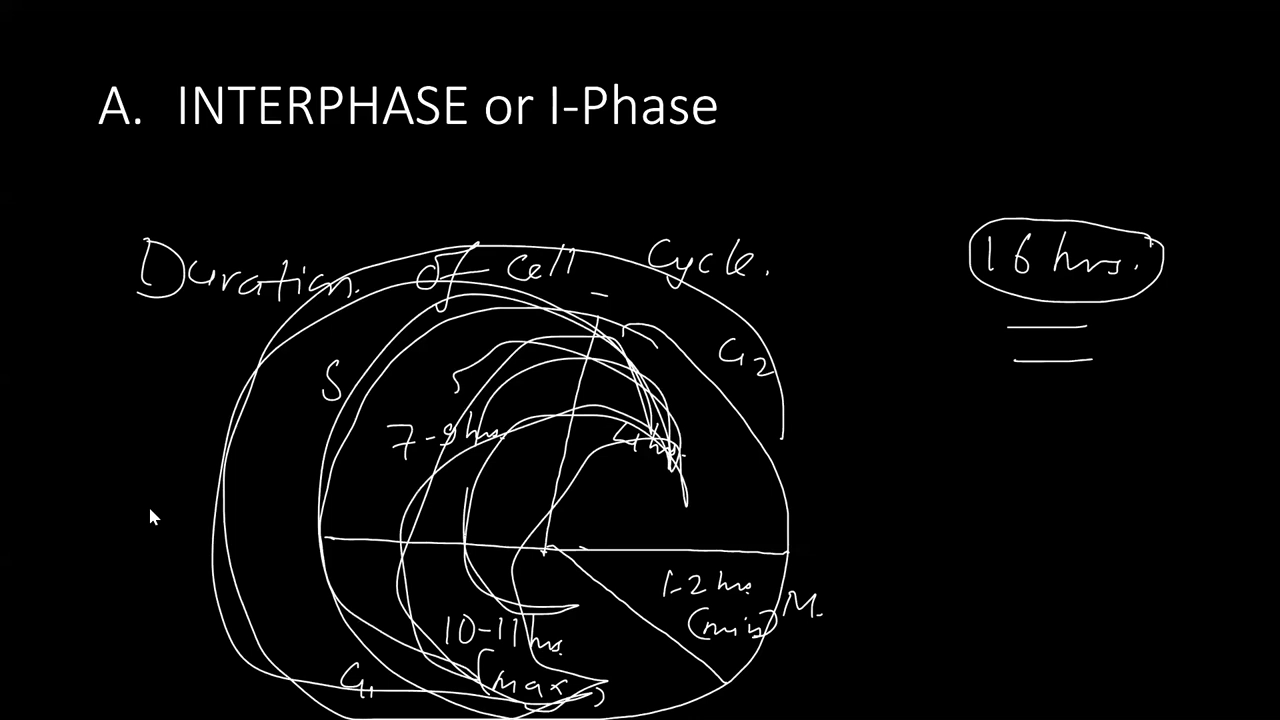 A. INTERPHASE or I-Phase
Duration of cell cycle.
16 hrs.
S
G2
7-8 hrs
4 hrs.
1-2 hrs.
(min)
M.
10-11 hrs.
(max)
G1